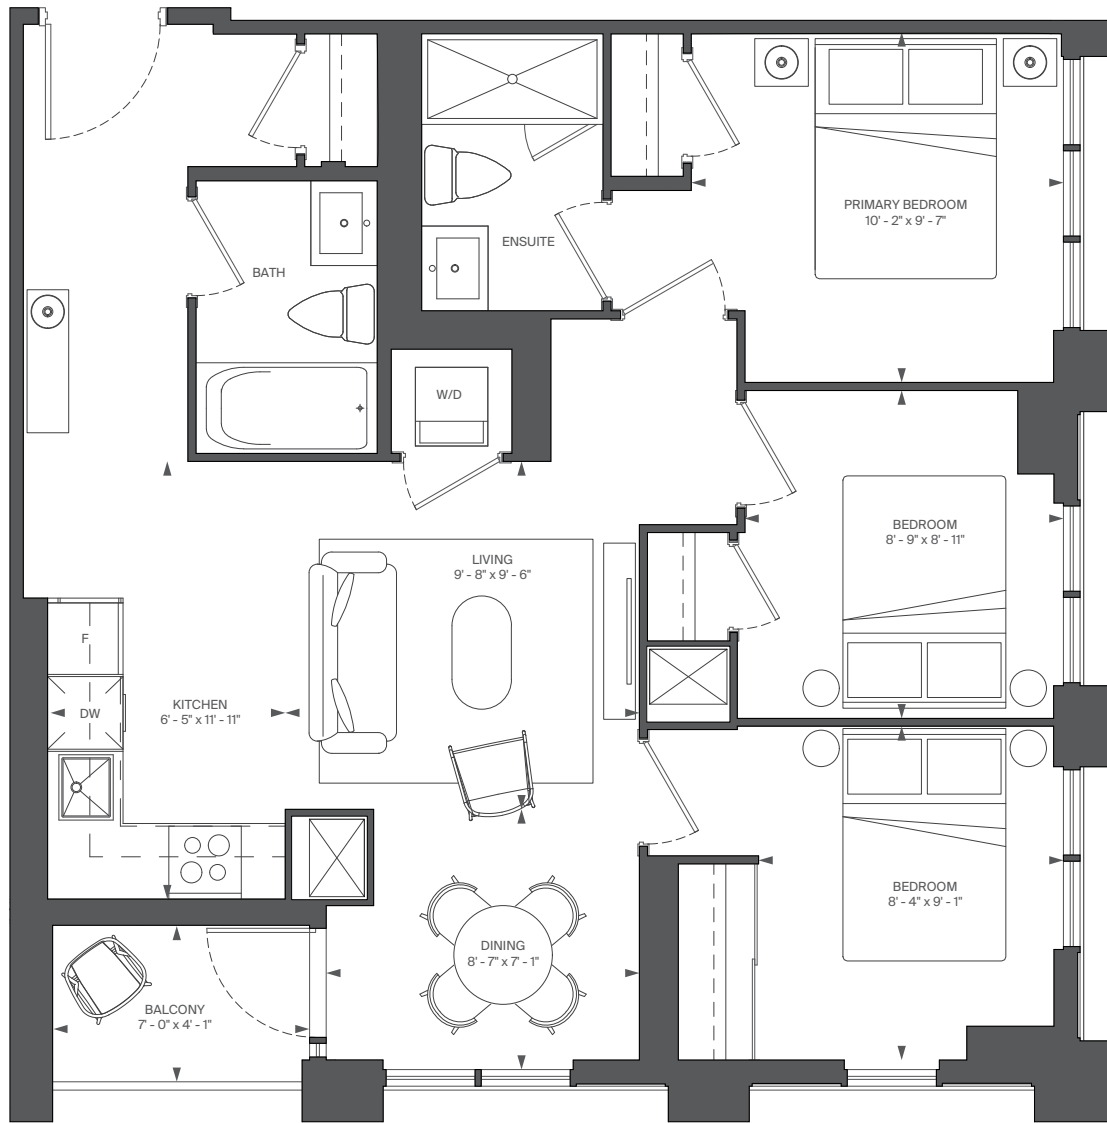 PRIMARY BEDROOM
10' - 2" x 9' - 7"
ENSUITE
BATH
W/D
BEDROOM
8' - 9" x 8' - 11"
LIVING
9' - 8" x 9' - 6"
F
DW
KITCHEN
6' - 5" x 11' - 11"
BEDROOM
8' - 4" x 9' - 1"
DINING
8' - 7" x 7' - 1"
BALCONY
7' - 0" x 4' - 1"